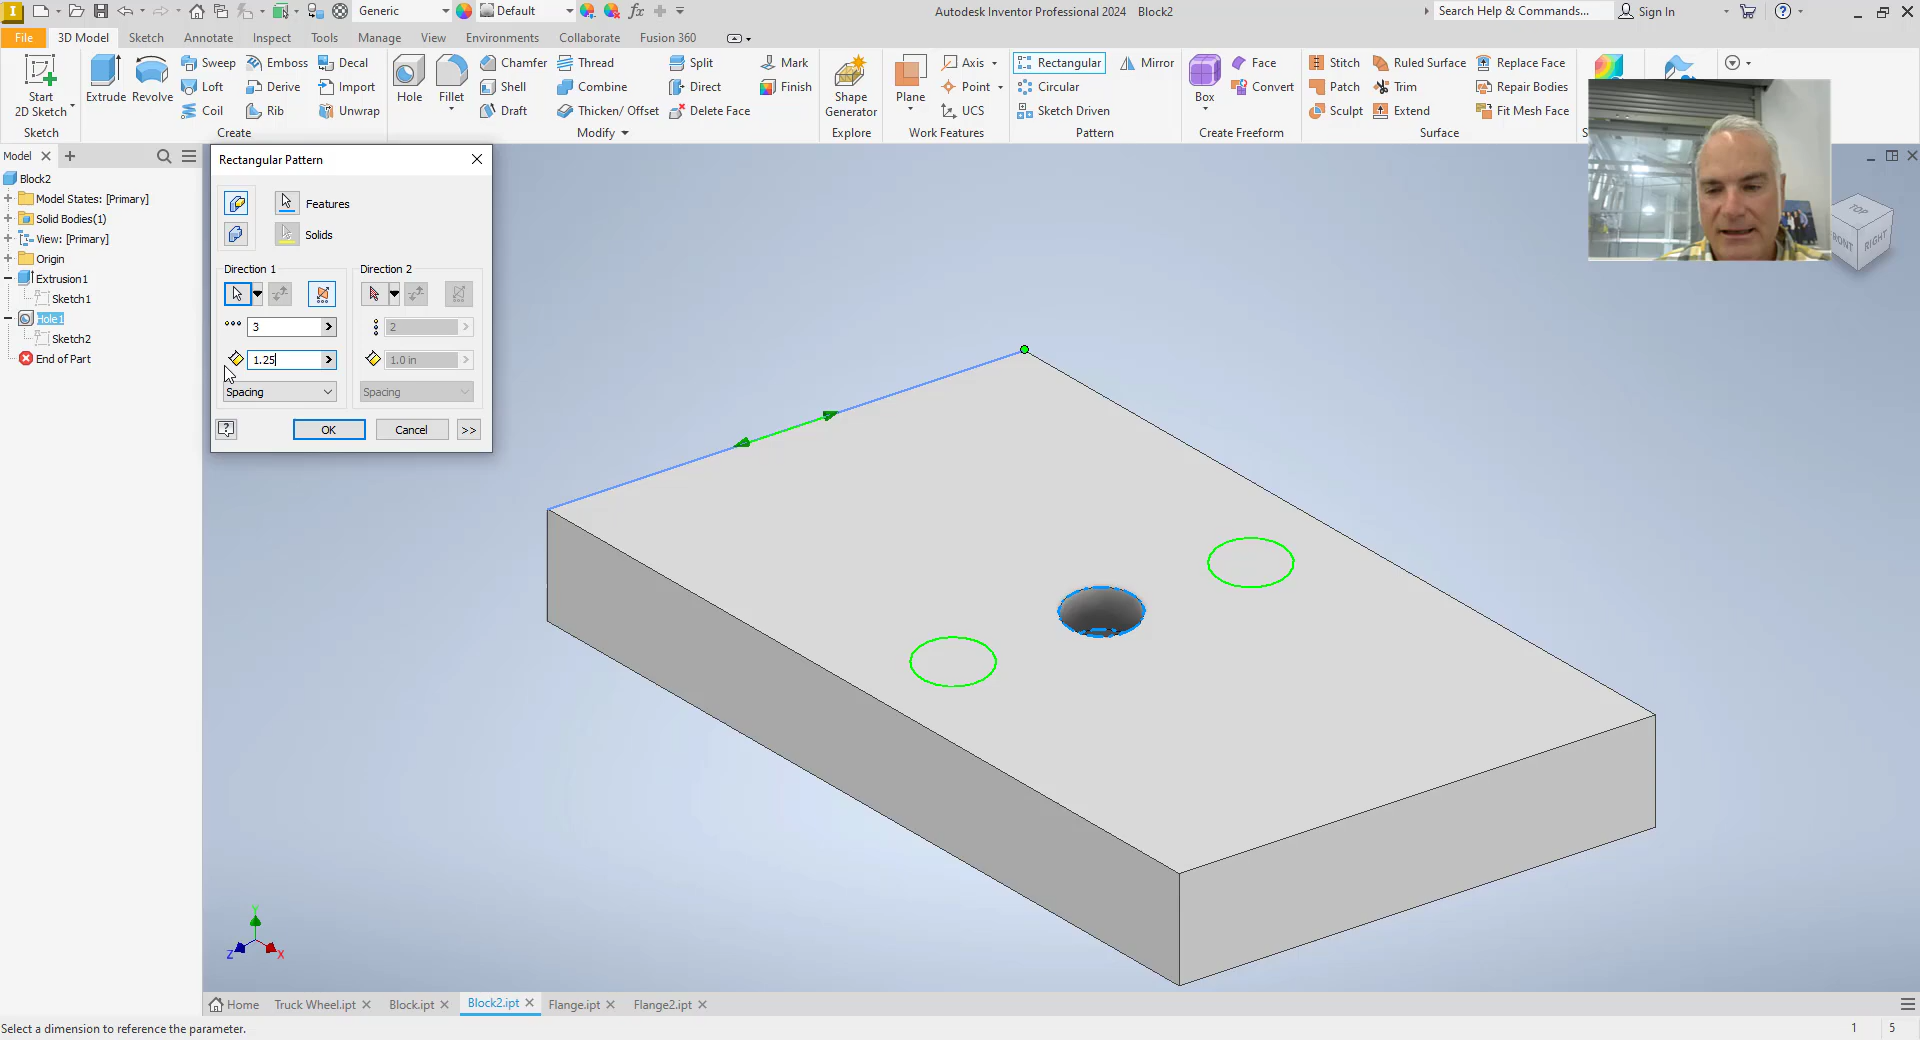 Generic
Default
fx
Autodesk Inventor Professional 2024 Block2
Search Help & Commands...
Sign In
File 3D Model Sketch Annotate Inspect Tools Manage View Environments Collaborate Fusion 360
Start
2D Sketch
Extrude Revolve
Sweep Emboss Decal
Loft Derive Import
Coil Rib Unwrap
Hole Fillet
Chamfer Thread Split
Shell Combine Direct
Draft Thicken/ Offset Delete Face
Mark
Finish
Shape
Generator
Plane
Axis
Point
UCS
Rectangular Mirror
Circular
Sketch Driven
Box
Face
Convert
Stitch Ruled Surface Replace Face
Patch Trim Repair Bodies
Sculpt Extend Fit Mesh Face
Sketch Create Modify Explore Work Features Pattern Create Freeform Surface
Model
Block2
Model States: [Primary]
Solid Bodies(1)
View: [Primary]
Origin
Extrusion1
Sketch1
Hole1
Sketch2
End of Part
Rectangular Pattern
Features
Solids
Direction 1 Direction 2
3 2
1.25 1.0 in
Spacing Spacing
OK Cancel >>
TOP
FRONT RIGHT
Y
Z X
Home Truck Wheel.ipt Block.ipt Block2.ipt Flange.ipt Flange2.ipt
Select a dimension to reference the parameter.
1 5